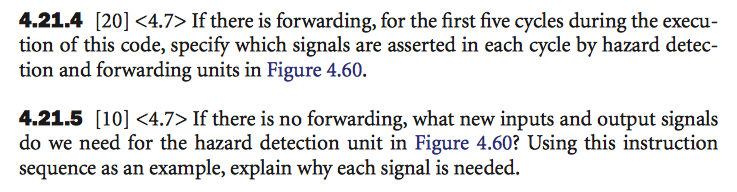 4.21.4 [20] <4.7> If there is forwarding, for the first five cycles during the execu-
tion of this code, specify which signals are asserted in each cycle by hazard detec-
tion and forwarding units in Figure 4.60.
4.21.5 [10] <4.7> If there is no forwarding, what new inputs and output signals
do we need for the hazard detection unit in Figure 4.60? Using this instruction
sequence as an example, explain why each signal is needed.